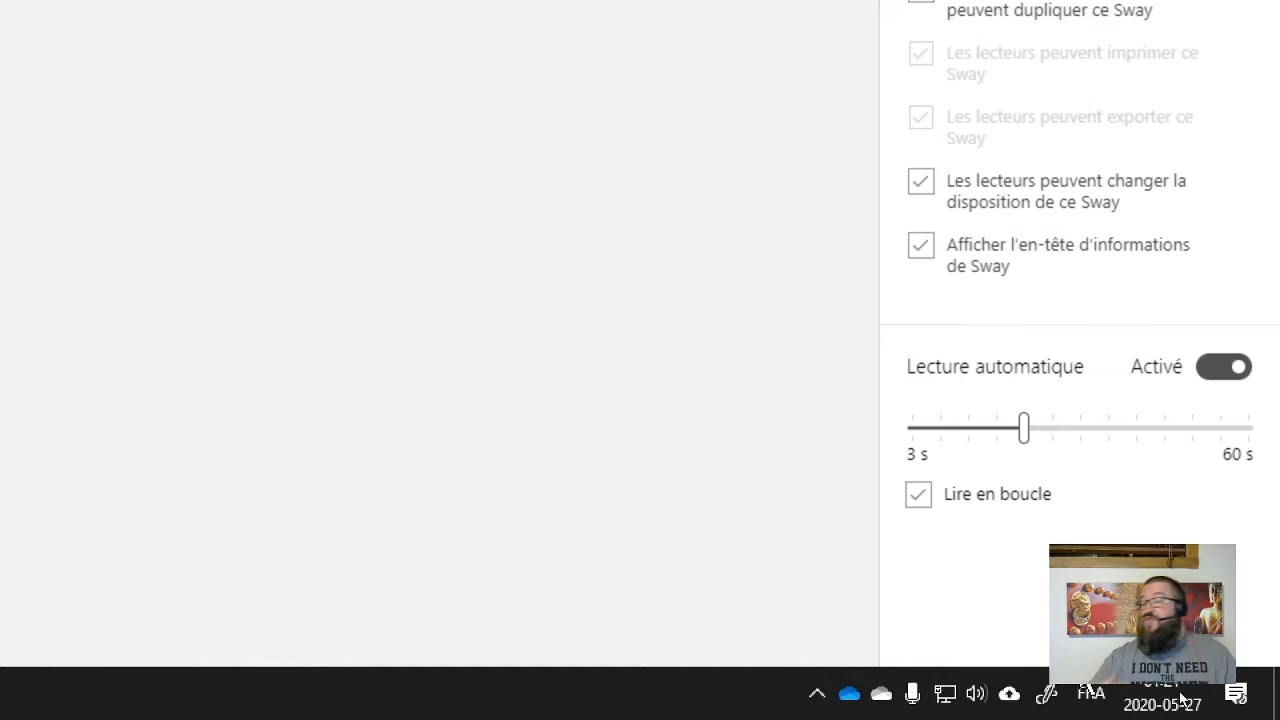 peuvent dupliquer ce Sway
Les lecteurs peuvent imprimer ce
Sway
Les lecteurs peuvent exporter ce
Sway
Les lecteurs peuvent changer la
disposition de ce Sway
Afficher l'en-tête d'informations
de Sway
Lecture automatique Activé
3 s 60 s
Lire en boucle
I DON'T NEED
THE
FRA
2020-05-27